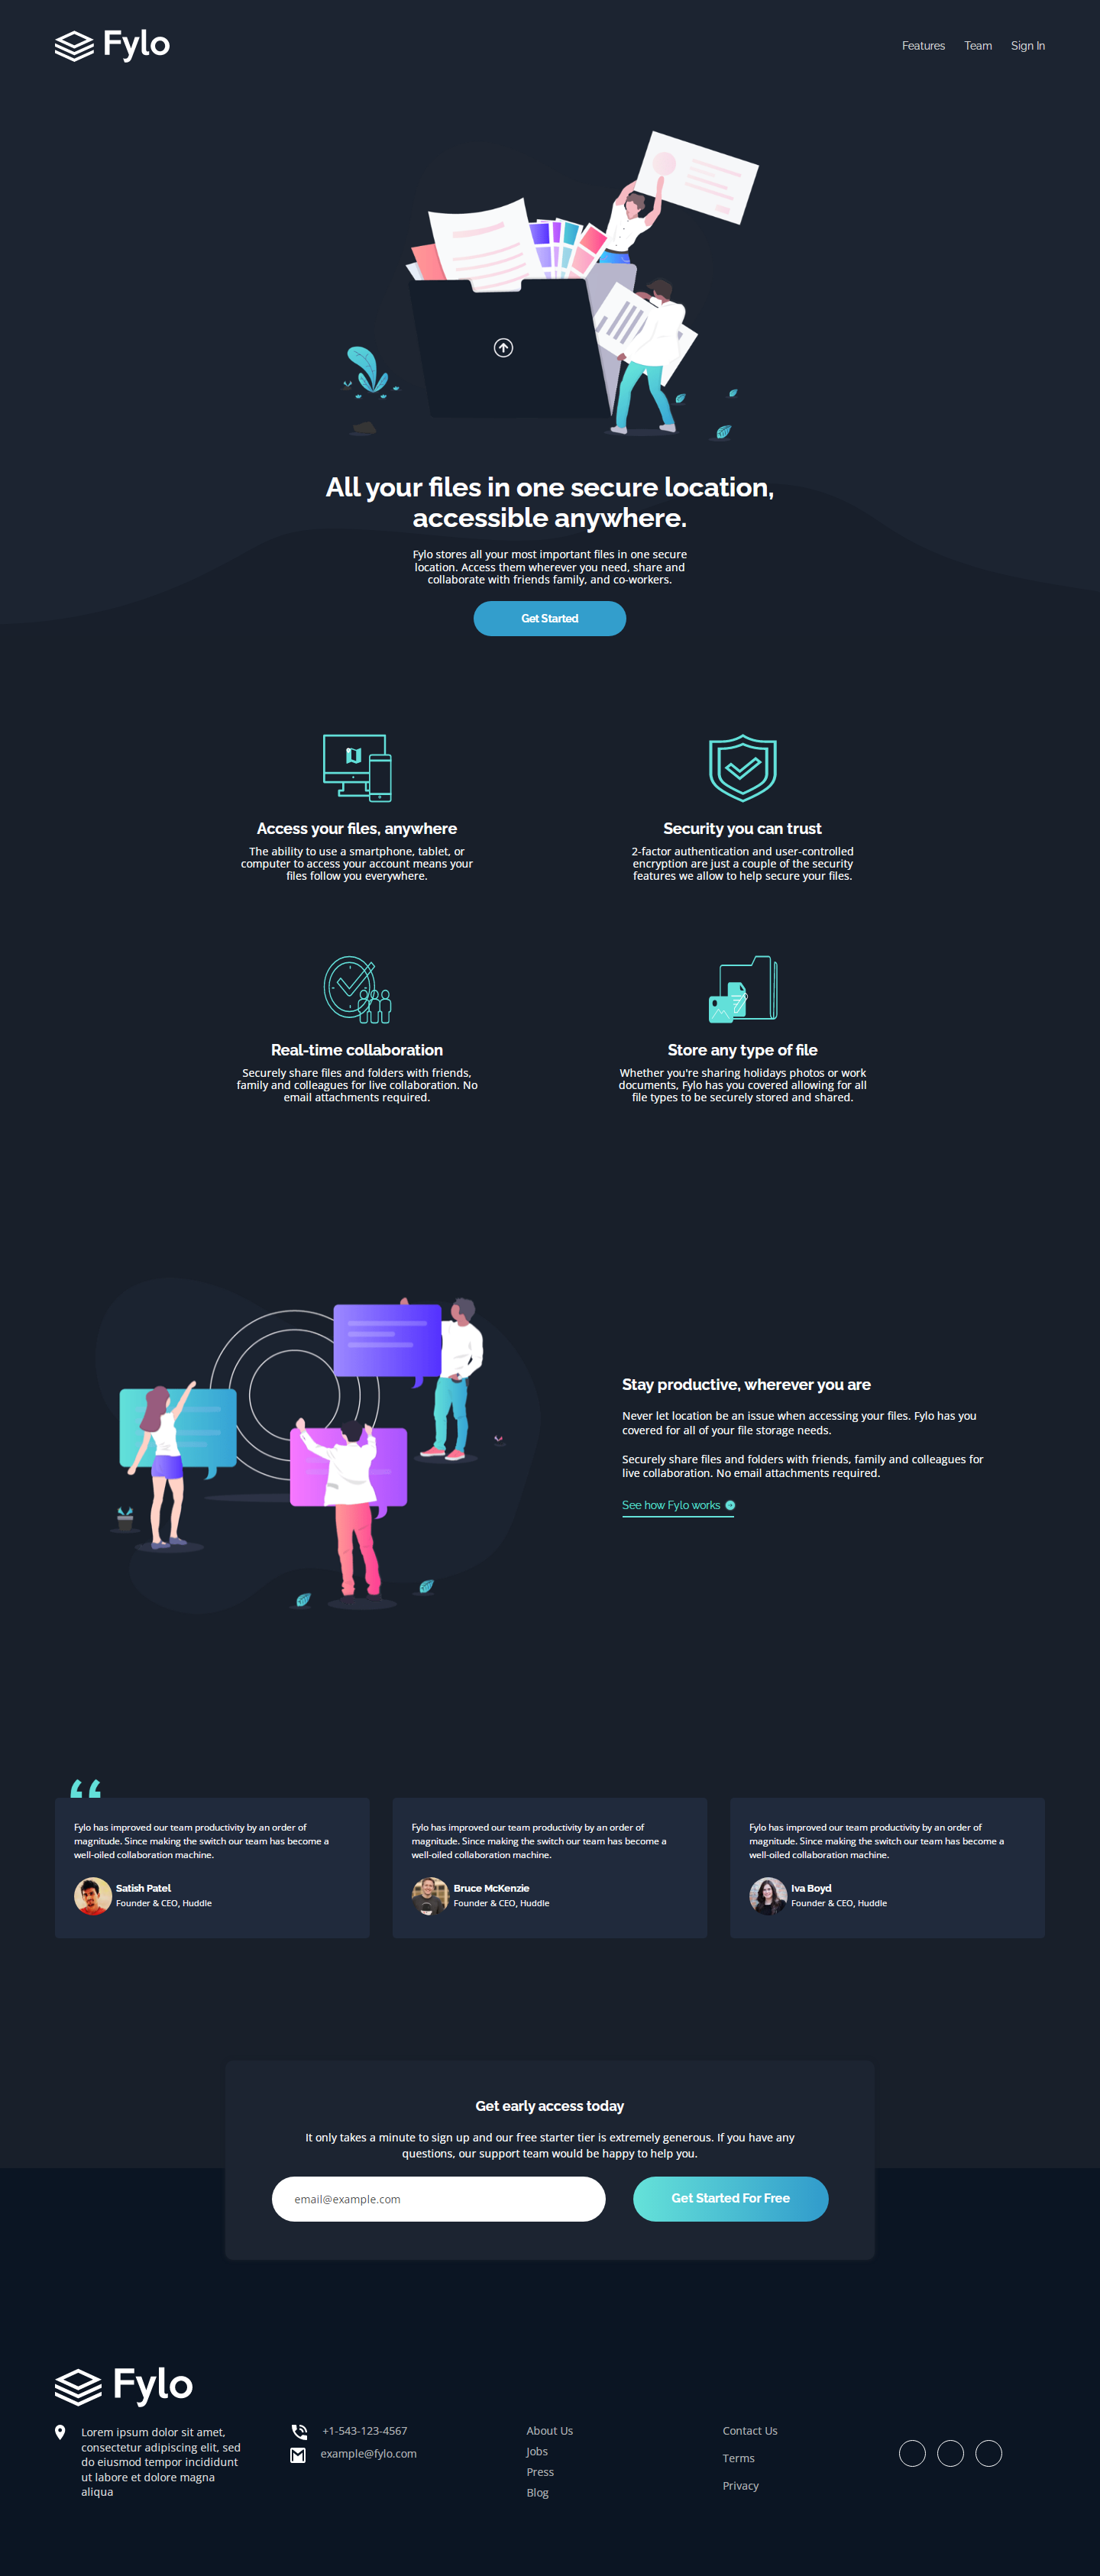 Fylo
Features Team Sign In
All your files in one secure location,
accessible anywhere.
Fylo stores all your most important files in one secure
location. Access them wherever you need, share and
collaborate with friends family, and co-workers.
Get Started
Access your files, anywhere
The ability to use a smartphone, tablet, or
computer to access your account means your
files follow you everywhere.
Security you can trust
2-factor authentication and user-controlled
encryption are just a couple of the security
features we allow to help secure your files.
Real-time collaboration
Securely share files and folders with friends,
family and colleagues for live collaboration. No
email attachments required.
Store any type of file
Whether you're sharing holidays photos or work
documents, Fylo has you covered allowing for all
file types to be securely stored and shared.
Stay productive, wherever you are
Never let location be an issue when accessing your files. Fylo has you
covered for all of your file storage needs.
Securely share files and folders with friends, family and colleagues for
live collaboration. No email attachments required.
See how Fylo works
“
Fylo has improved our team productivity by an order of
magnitude. Since making the switch our team has become a
well-oiled collaboration machine.
Satish Patel
Founder & CEO, Huddle
Fylo has improved our team productivity by an order of
magnitude. Since making the switch our team has become a
well-oiled collaboration machine.
Bruce McKenzie
Founder & CEO, Huddle
Fylo has improved our team productivity by an order of
magnitude. Since making the switch our team has become a
well-oiled collaboration machine.
Iva Boyd
Founder & CEO, Huddle
Get early access today
It only takes a minute to sign up and our free starter tier is extremely generous. If you have any
questions, our support team would be happy to help you.
email@example.com
Get Started For Free
Fylo
Lorem ipsum dolor sit amet,
consectetur adipiscing elit, sed
do eiusmod tempor incididunt
ut labore et dolore magna
aliqua
+1-543-123-4567
example@fylo.com
About Us
Jobs
Press
Blog
Contact Us
Terms
Privacy